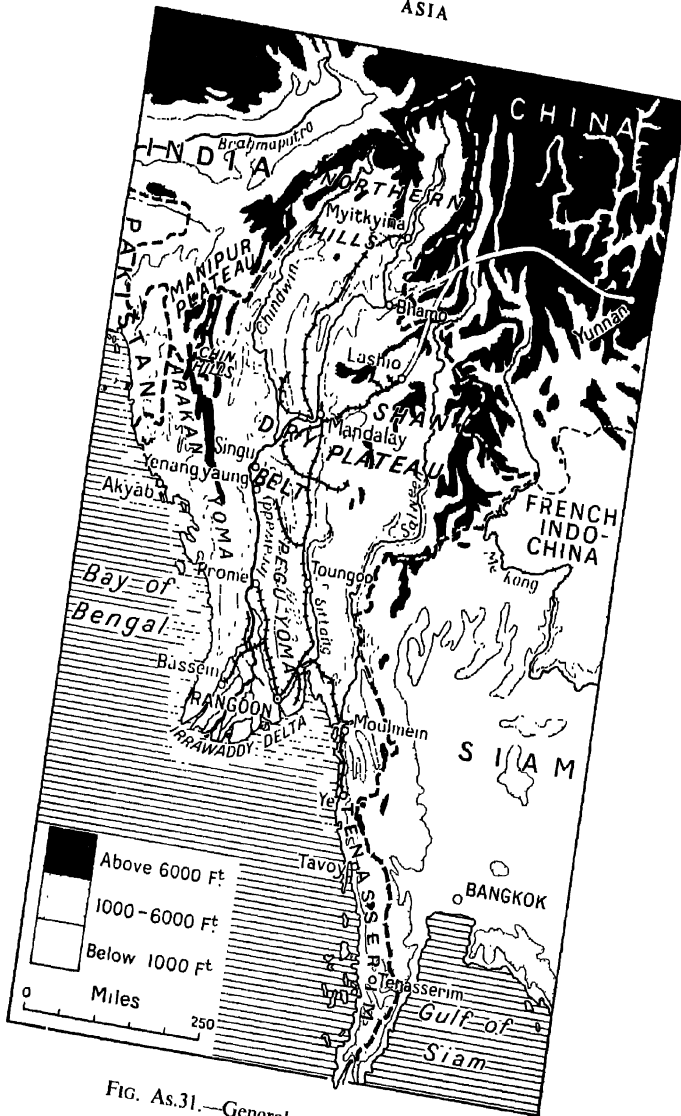 ASIA
CHINA
Brahmaputra
INDIA
NORTHERN
Myitkyina
HILLS
PAKISTAN
MANIPUR
PLATEAU
Chindwin
Bhamo
Yunnan
CHIN
HILLS
Lashio
SHAN
ARAKAN YOMA
DRY
Mandalay
Singu
PLATEAU
Yenangyaung
BELT
Akyab
Salween
FRENCH
INDO-
CHINA
PEGU YOMA
Prome
Toungoo
Bay of
Bengal
Sittang
Bassein
RANGOON
IRRAWADDY DELTA
Moulmein
SIAM
Ye
TENASSERIM
Tavoy
BANGKOK
Tenasserim
Gulf of
Siam
Above 6000 Ft
1000-6000 Ft
Below 1000 Ft
Miles
0
250
FIG. As.31.—General